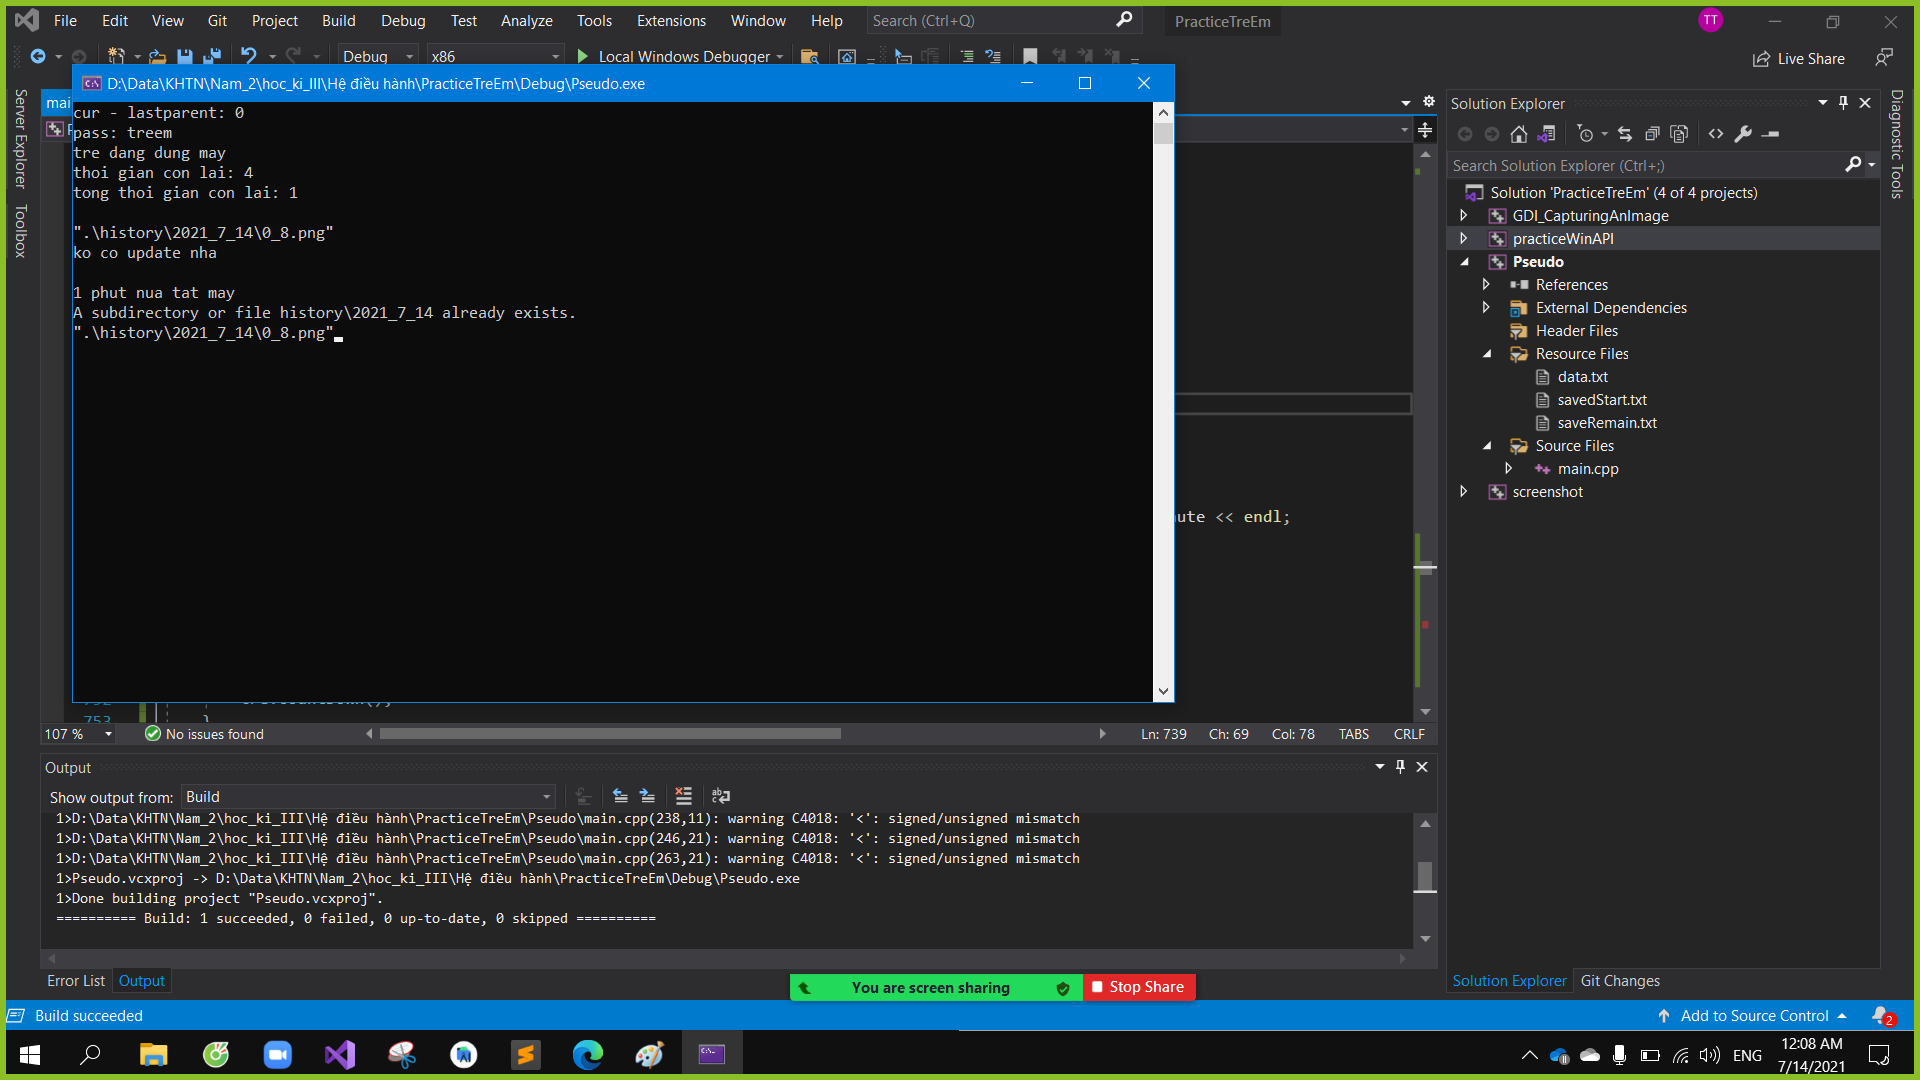 File Edit View Git Project Build Debug Test Analyze Tools Extensions Window Help Search (Ctrl+Q) PracticeTreEm TT
Debug x86 Local Windows Debugger Live Share
D:\Data\KHTN\Nam_2\hoc_ki_III\Hệ điều hành\PracticeTreEm\Debug\Pseudo.exe
cur - lastparent: 0
pass: treem
tre dang dung may
thoi gian con lai: 4
tong thoi gian con lai: 1
".\history\2021_7_14\0_8.png"
ko co update nha
1 phut nua tat may
A subdirectory or file history\2021_7_14 already exists.
".\history\2021_7_14\0_8.png"
Server Explorer
Toolbox
mai
ute << endl;
753
107 % No issues found Ln: 739 Ch: 69 Col: 78 TABS CRLF
Output
Show output from: Build
1>D:\Data\KHTN\Nam_2\hoc_ki_III\Hệ điều hành\PracticeTreEm\Pseudo\main.cpp(238,11): warning C4018: '<': signed/unsigned mismatch
1>D:\Data\KHTN\Nam_2\hoc_ki_III\Hệ điều hành\PracticeTreEm\Pseudo\main.cpp(246,21): warning C4018: '<': signed/unsigned mismatch
1>D:\Data\KHTN\Nam_2\hoc_ki_III\Hệ điều hành\PracticeTreEm\Pseudo\main.cpp(263,21): warning C4018: '<': signed/unsigned mismatch
1>Pseudo.vcxproj -> D:\Data\KHTN\Nam_2\hoc_ki_III\Hệ điều hành\PracticeTreEm\Debug\Pseudo.exe
1>Done building project "Pseudo.vcxproj".
========== Build: 1 succeeded, 0 failed, 0 up-to-date, 0 skipped ==========
Error List Output
You are screen sharing Stop Share
Solution Explorer
Search Solution Explorer (Ctrl+;)
Solution 'PracticeTreEm' (4 of 4 projects)
GDI_CapturingAnImage
practiceWinAPI
Pseudo
References
External Dependencies
Header Files
Resource Files
data.txt
savedStart.txt
saveRemain.txt
Source Files
main.cpp
screenshot
Solution Explorer Git Changes
Diagnostic Tools
Build succeeded Add to Source Control 2
ENG 12:08 AM
7/14/2021